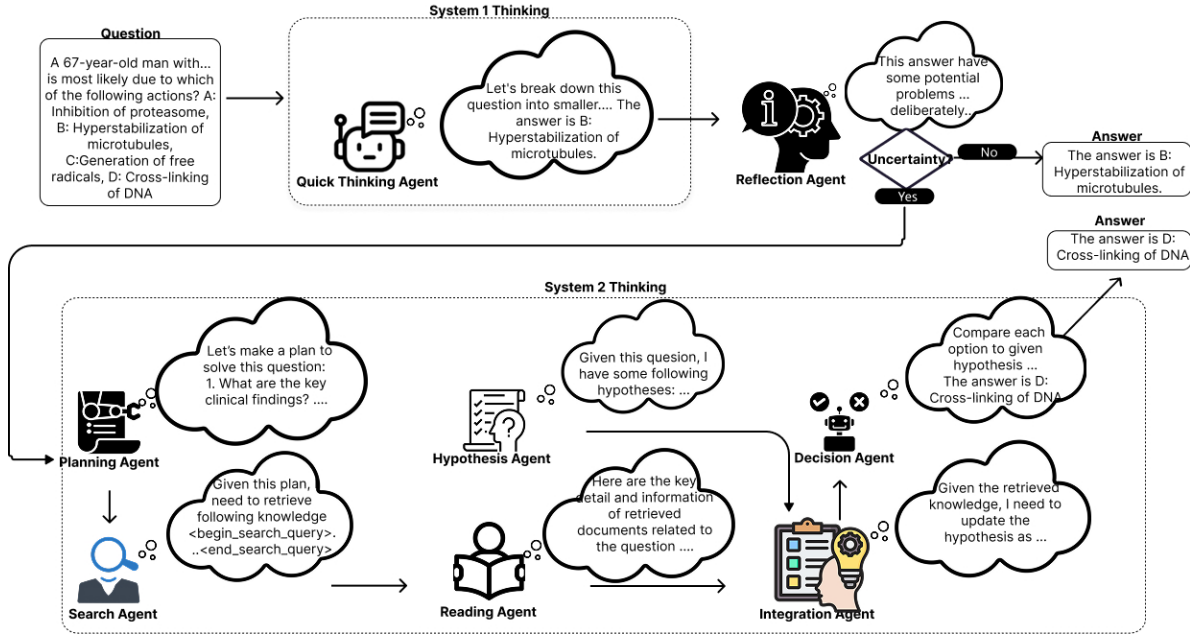 System 1 Thinking
Question
A 67-year-old man with...
is most likely due to which
of the following actions? A:
Inhibition of proteasome,
B: Hyperstabilization of
microtubules,
C:Generation of free
radicals, D: Cross-linking
of DNA
Let's break down this
question into smaller.... The
answer is B:
Hyperstabilization of
microtubules.
Quick Thinking Agent
This answer have
some potential
problems ...
deliberately...
Reflection Agent
Uncertainty?
No
Yes
Answer
The answer is B:
Hyperstabilization of
microtubules.
Answer
The answer is D:
Cross-linking of DNA
System 2 Thinking
Let's make a plan to
solve this question:
1. What are the key
clinical findings? ....
Planning Agent
Given this quesion, I
have some following
hypotheses: ...
Hypothesis Agent
Compare each
option to given
hypothesis ...
The answer is D:
Cross-linking of DNA
Decision Agent
Given this plan,
need to retrieve
following knowledge
<begin_search_query>.
..<end_search_query>
Search Agent
Here are the key
detail and information
of retrieved
documents related to
the question ....
Reading Agent
Given the retrieved
knowledge, I need to
update the
hypothesis as ...
Integration Agent